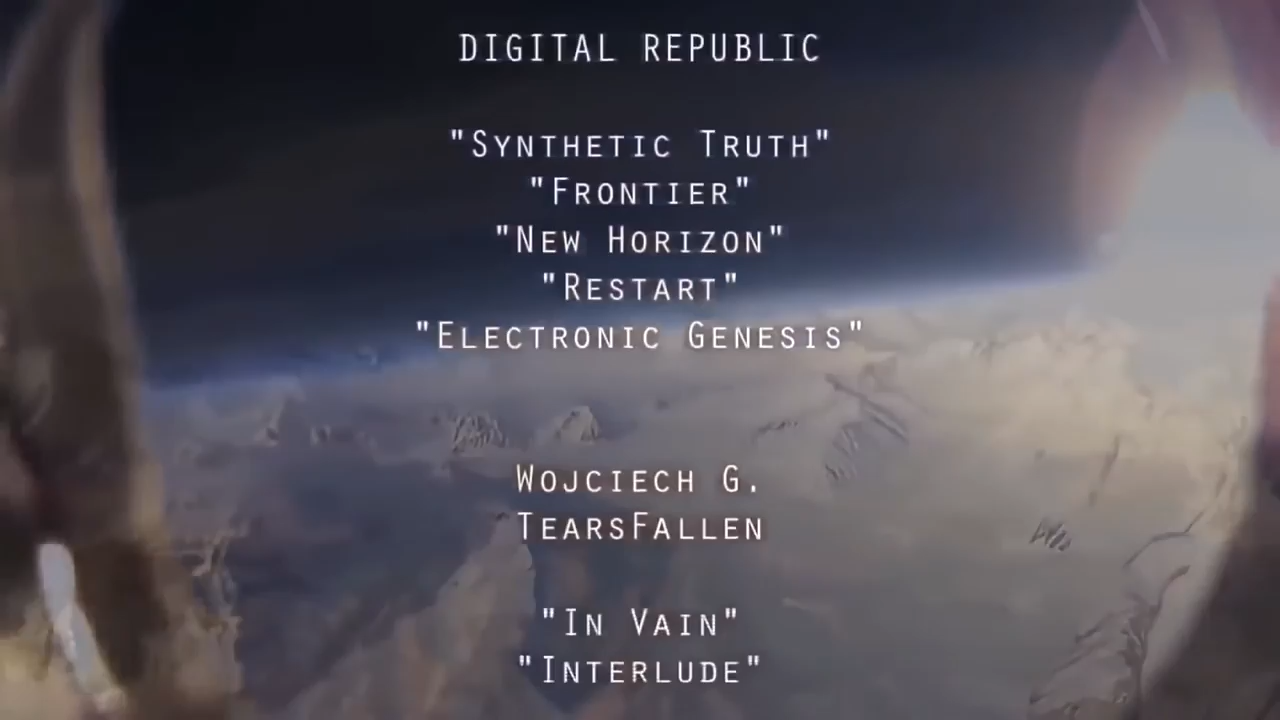 DIGITAL REPUBLIC
"Synthetic Truth"
"Frontier"
"New Horizon"
"Restart"
"Electronic Genesis"
Wojciech G.
TearsFallen
"In Vain"
"Interlude"